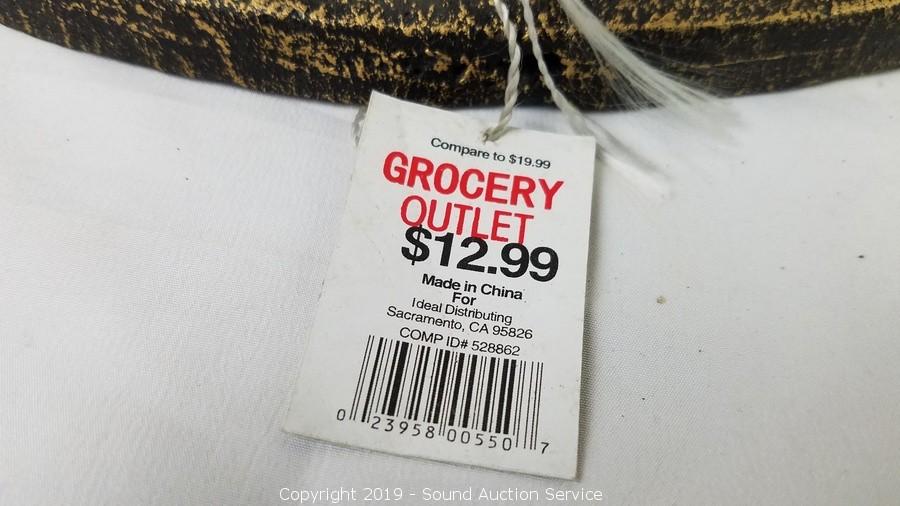 Compare to $19.99
GROCERY
OUTLET
$12.99
Made in China
For
Ideal Distributing
Sacramento, CA 95826
COMP ID# 528862
0 23958 00550 7
Copyright 2019 - Sound Auction Service